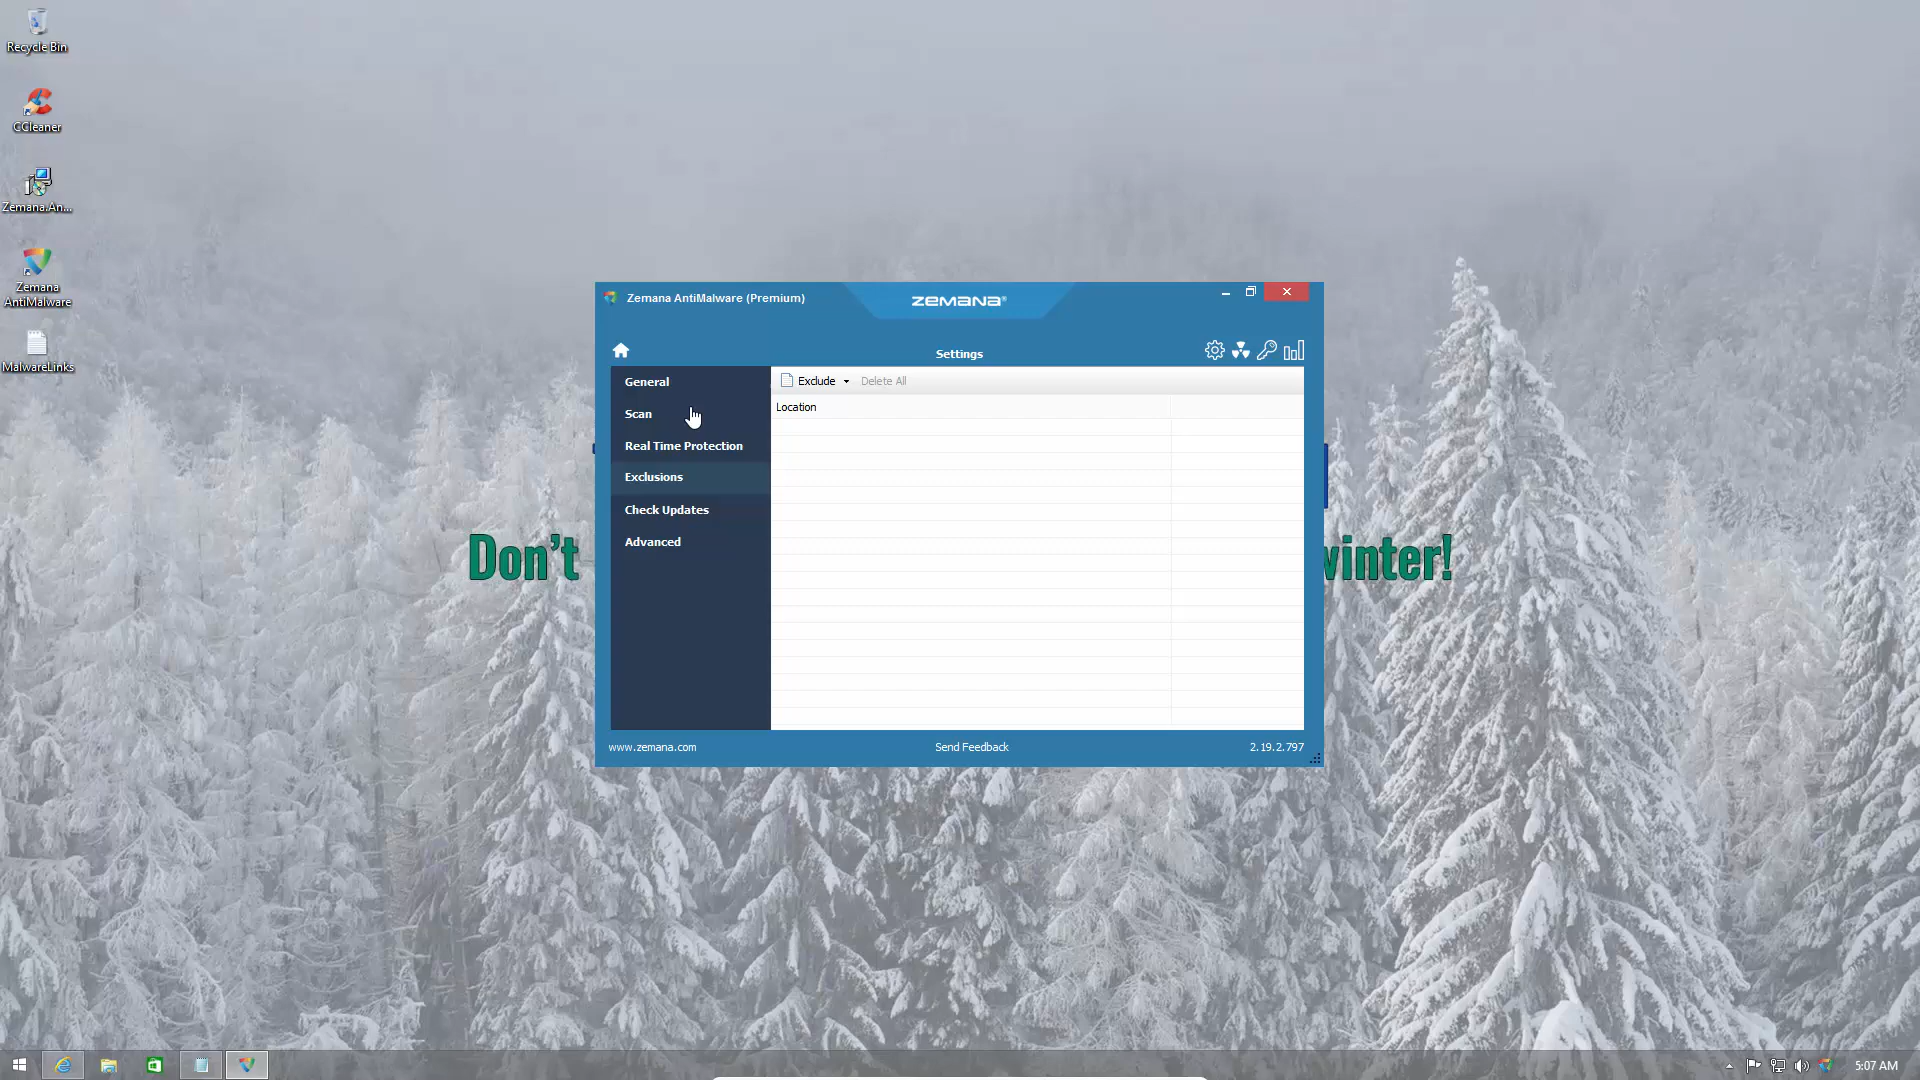 Recycle Bin
CCleaner
Zemana.An...
Zemana
AntiMalware
MalwareLinks
Zemana AntiMalware (Premium)
ZEMANA®
Settings
General
Scan
Real Time Protection
Exclusions
Check Updates
Advanced
Exclude
Delete All
Location
Don't
winter!
www.zemana.com
Send Feedback
2.19.2.797
5:07 AM